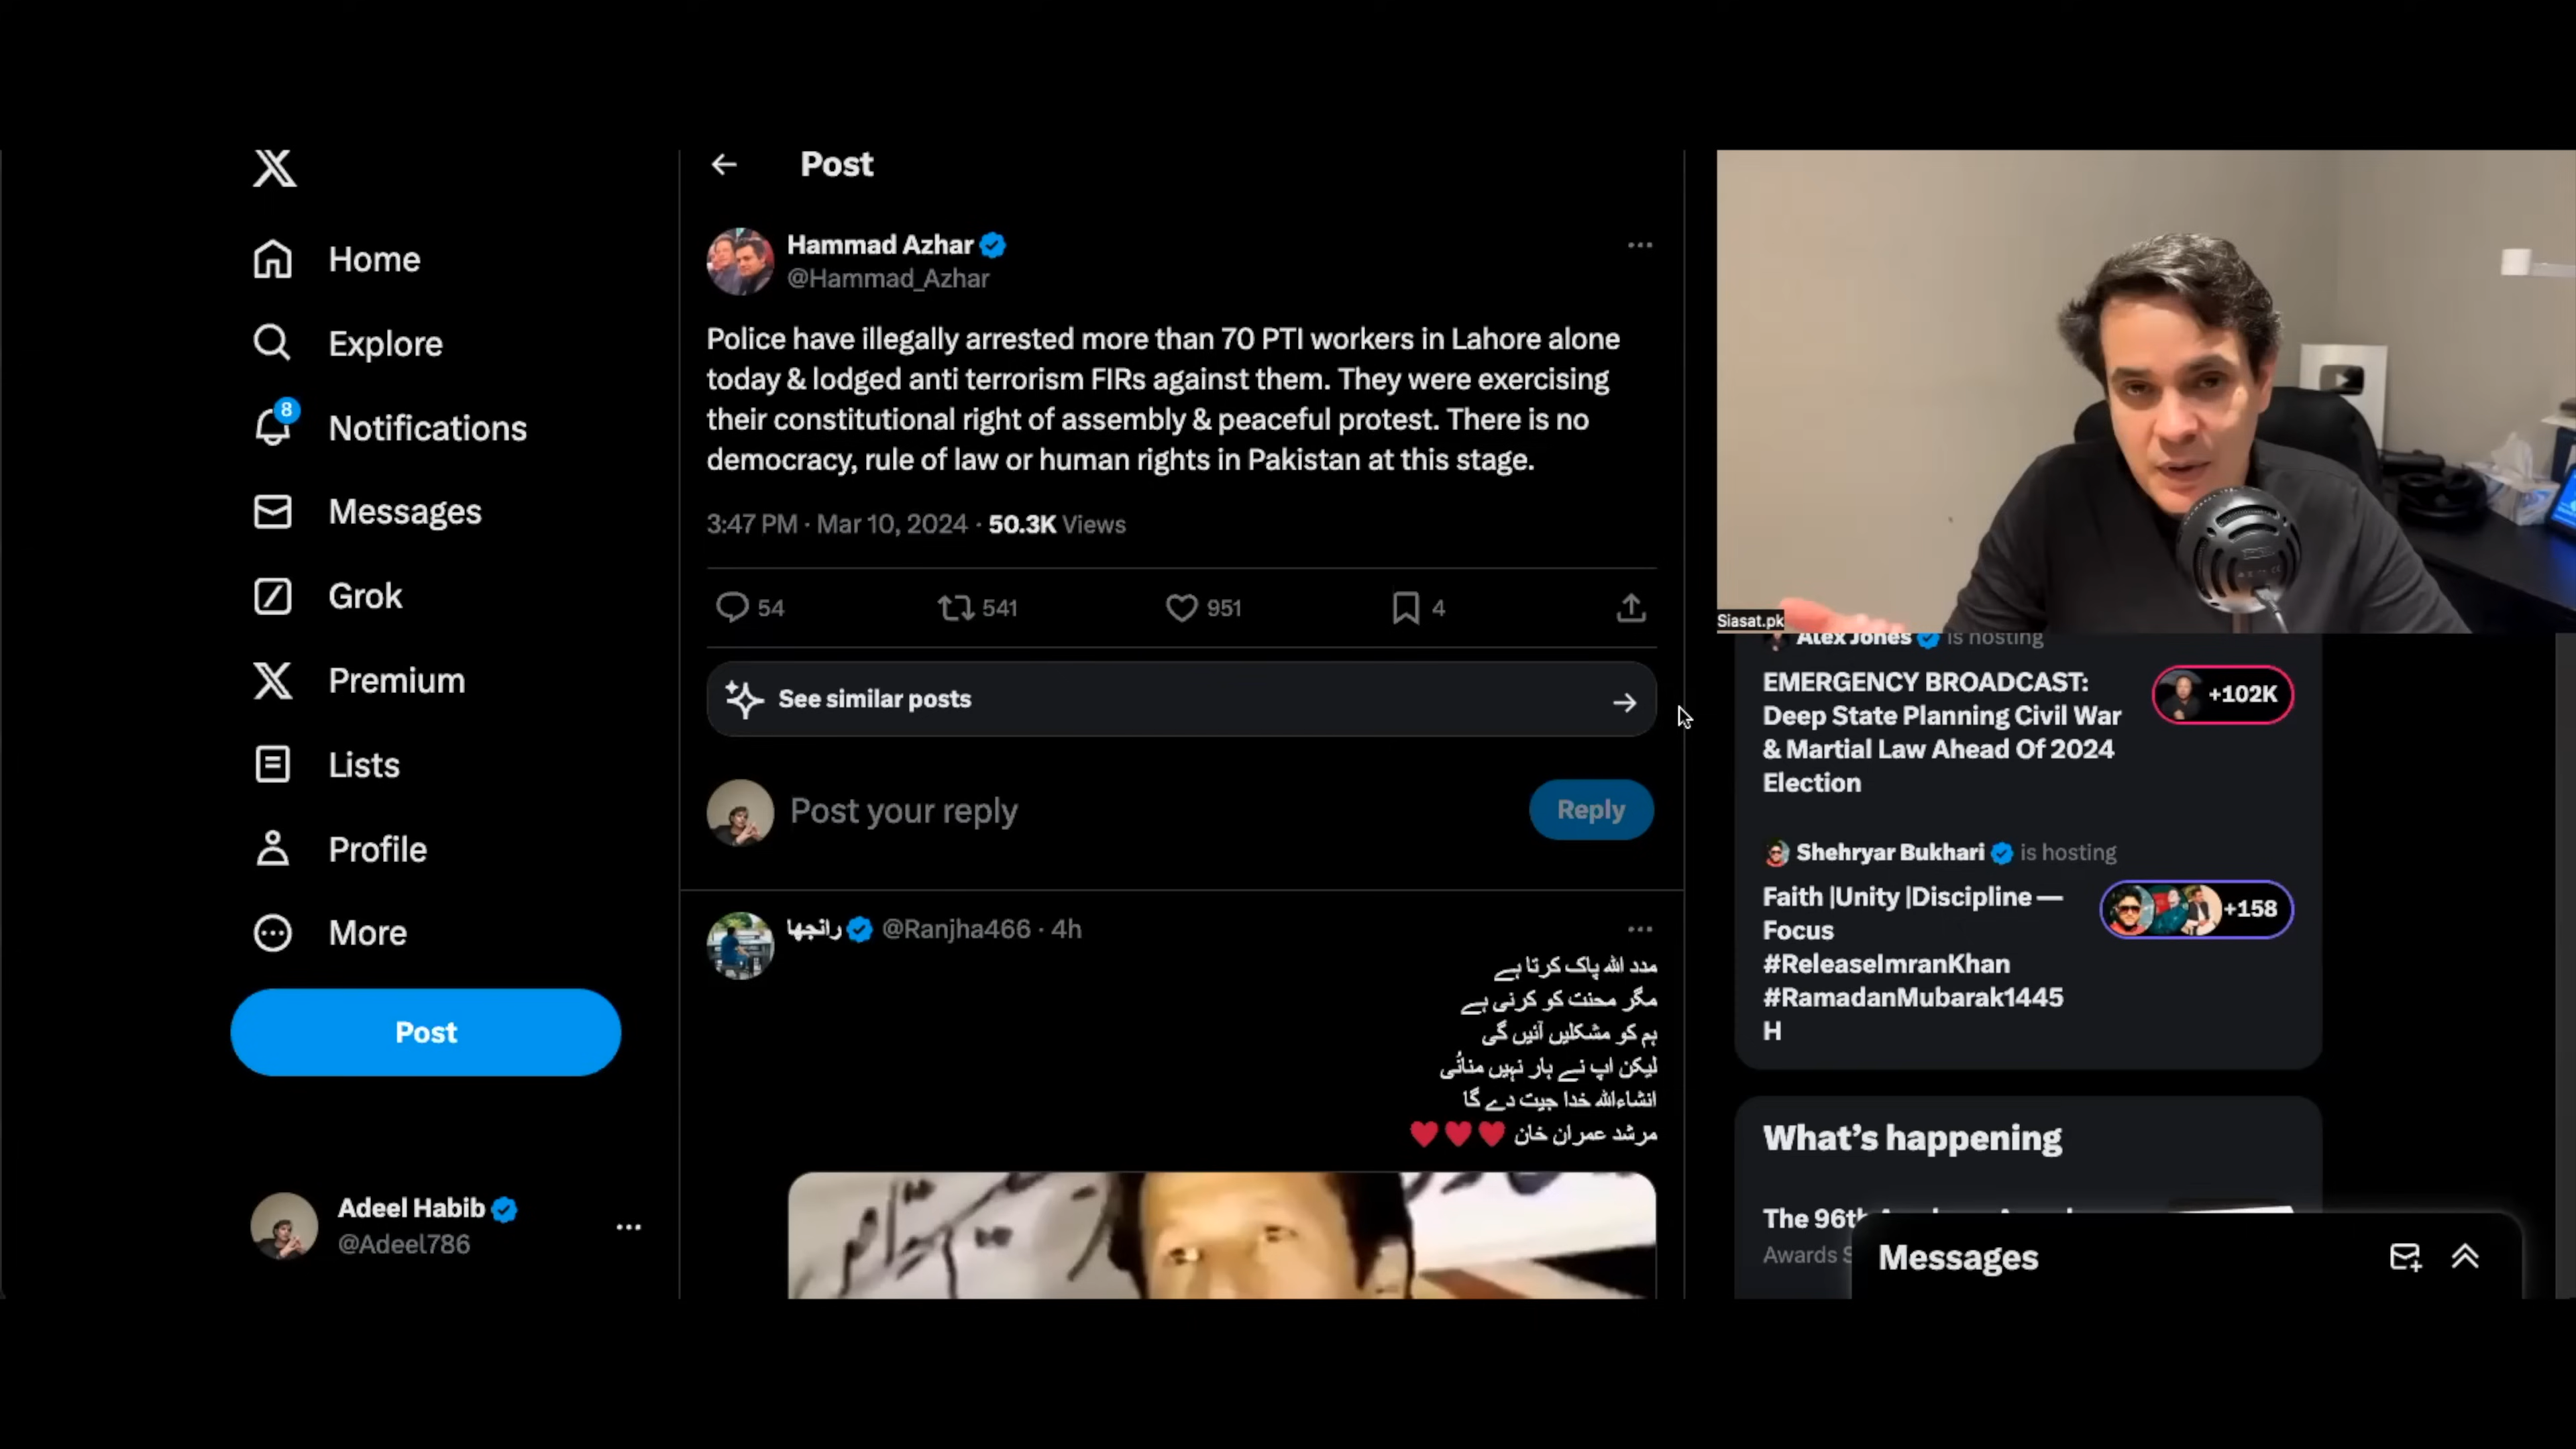 Home
Explore
8
Notifications
Messages
Grok
Premium
Lists
Profile
More
Post
Adeel Habib
@Adeel786
Post
Hammad Azhar
@Hammad_Azhar
Police have illegally arrested more than 70 PTI workers in Lahore alone
today & lodged anti terrorism FIRs against them. They were exercising
their constitutional right of assembly & peaceful protest. There is no
democracy, rule of law or human rights in Pakistan at this stage.
3:47 PM · Mar 10, 2024 · 50.3K Views
54 541 951 4
See similar posts
Post your reply
Reply
رانجھا @Ranjha466 · 4h
مدد اللہ پاک کرتا ہے
مگر محنت کو کرنی ہے
ہم کو مشکلیں آئیں گی
لیکن اپ نے ہار نہیں مناتُی
انشاءاللہ خدا جیت دے گا
مرشد عمران خان ♥♥♥
Siasat.pk
Alex Jones is hosting
EMERGENCY BROADCAST:
Deep State Planning Civil War
& Martial Law Ahead Of 2024
Election
+102K
Shehryar Bukhari is hosting
Faith |Unity |Discipline —
Focus
#ReleaseImranKhan
#RamadanMubarak1445
H
+158
What's happening
The 96th
Awards
Messages